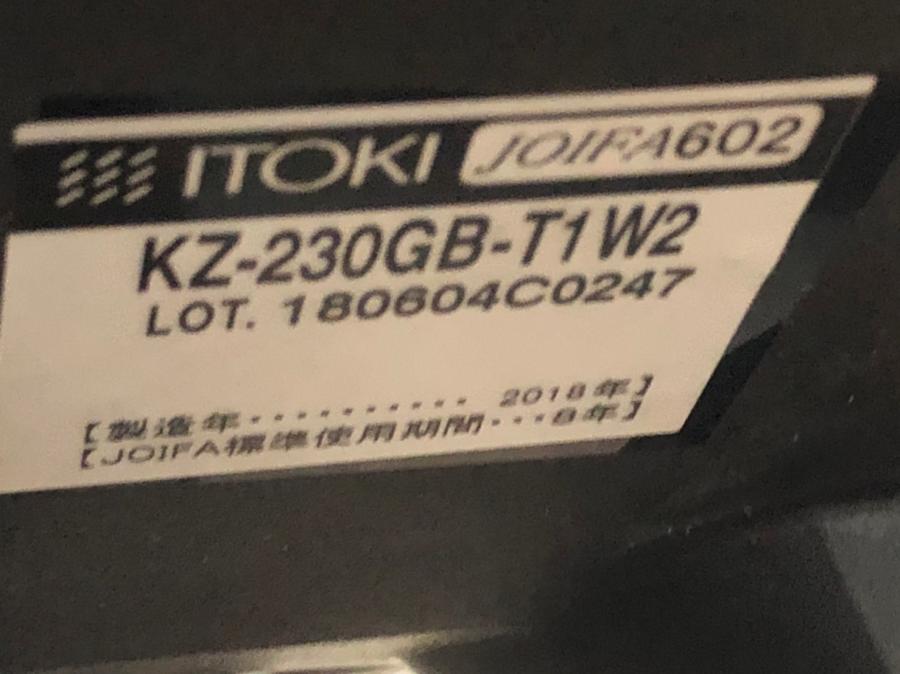 ITOKI JOIFA602
KZ-230GB-T1W2
LOT. 180604C0247
【製造年・・・・・・・・・・ 2018年】
【JOIFA標準使用期間・・・8年】